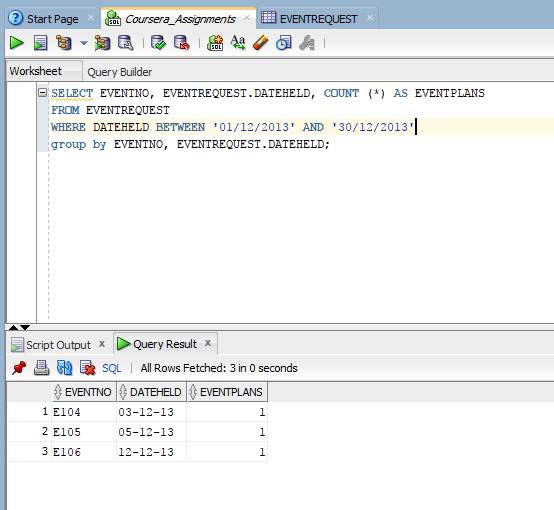 Start Page × Coursera_Assignments × EVENTREQUEST ×
SQL
Aa
Worksheet Query Builder
SELECT EVENTNO, EVENTREQUEST.DATEHELD, COUNT (*) AS EVENTPLANS
FROM EVENTREQUEST
WHERE DATEHELD BETWEEN '01/12/2013' AND '30/12/2013'
group by EVENTNO, EVENTREQUEST.DATEHELD;
Script Output × Query Result ×
SQL | All Rows Fetched: 3 in 0 seconds
EVENTNO DATEHELD EVENTPLANS
1 E104 03-12-13 1
2 E105 05-12-13 1
3 E106 12-12-13 1